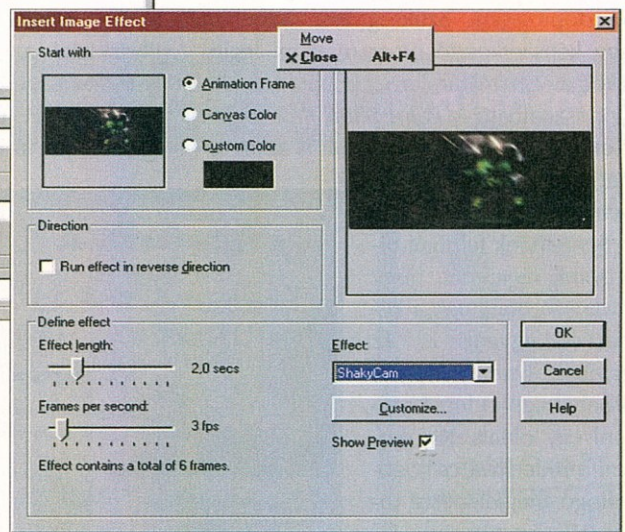 Insert Image Effect
Move
Close Alt+F4
Start with
Animation Frame
Canvas Color
Custom Color
Direction
Run effect in reverse direction
Define effect
Effect length:
2,0 secs
Frames per second:
3 fps
Effect contains a total of 6 frames.
Effect:
ShakyCam
Customize...
Show Preview
OK
Cancel
Help